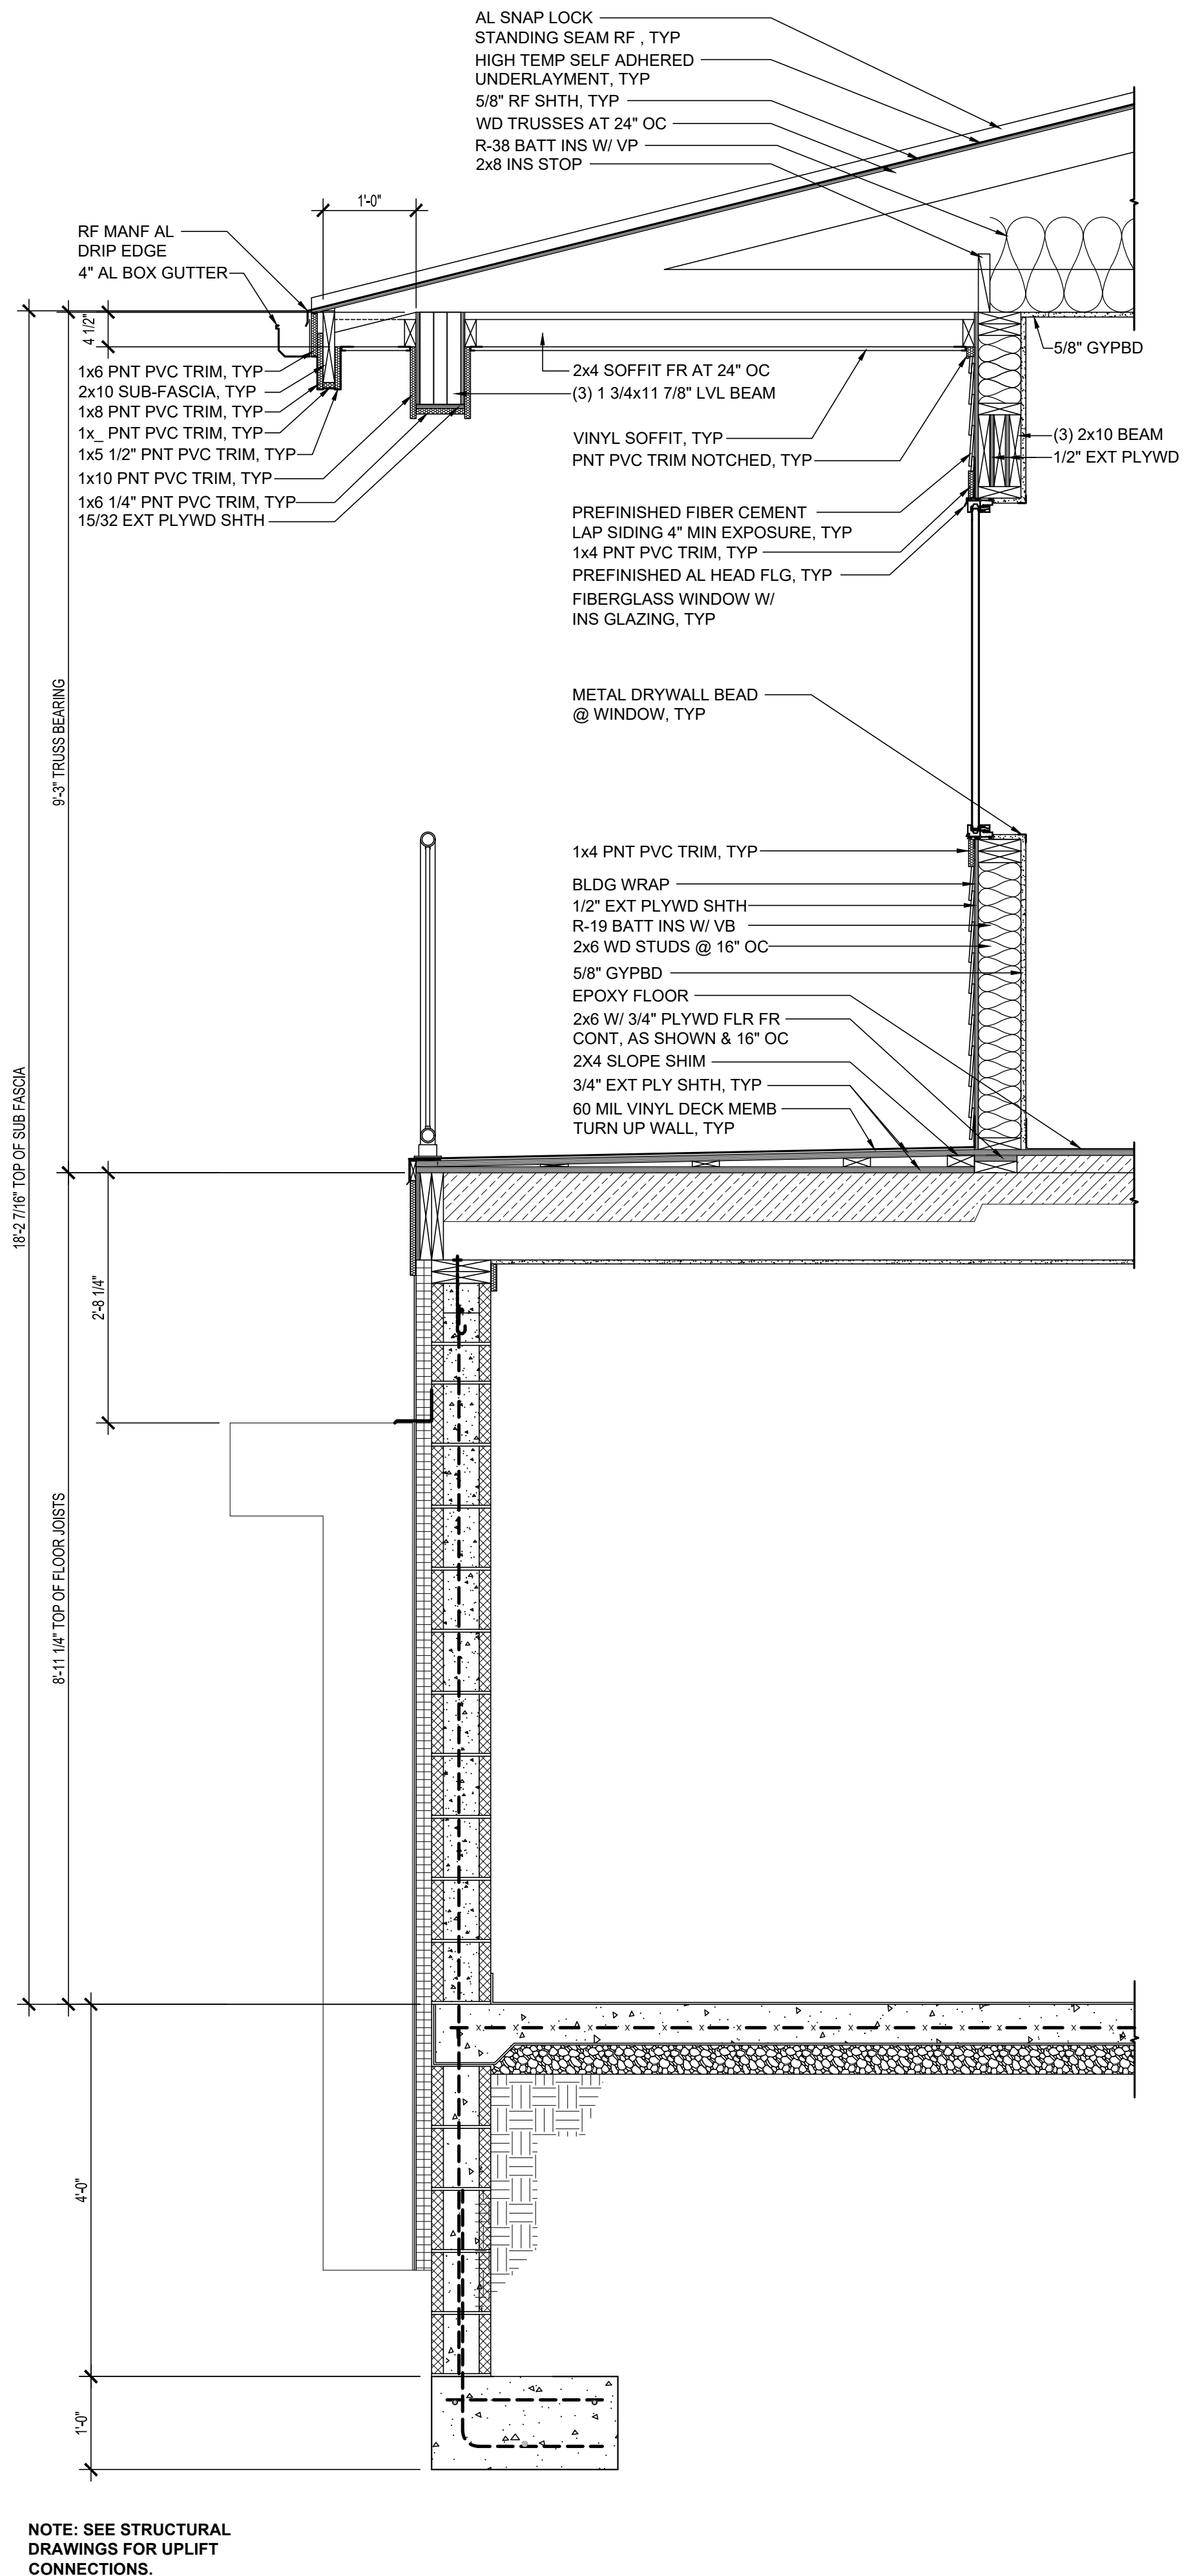 AL SNAP LOCK
STANDING SEAM RF , TYP
HIGH TEMP SELF ADHERED
UNDERLAYMENT, TYP
5/8" RF SHTH, TYP
WD TRUSSES AT 24" OC
R-38 BATT INS W/ VP
2x8 INS STOP
1'-0"
RF MANF AL
DRIP EDGE
4" AL BOX GUTTER
4 1/2"
1x6 PNT PVC TRIM, TYP
2x10 SUB-FASCIA, TYP
1x8 PNT PVC TRIM, TYP
1x_ PNT PVC TRIM, TYP
1x5 1/2" PNT PVC TRIM, TYP
1x10 PNT PVC TRIM, TYP
1x6 1/4" PNT PVC TRIM, TYP
15/32 EXT PLYWD SHTH
5/8" GYPBD
2x4 SOFFIT FR AT 24" OC
(3) 1 3/4x11 7/8" LVL BEAM
VINYL SOFFIT, TYP
PNT PVC TRIM NOTCHED, TYP
(3) 2x10 BEAM
1/2" EXT PLYWD
PREFINISHED FIBER CEMENT
LAP SIDING 4" MIN EXPOSURE, TYP
1x4 PNT PVC TRIM, TYP
PREFINISHED AL HEAD FLG, TYP
FIBERGLASS WINDOW W/
INS GLAZING, TYP
METAL DRYWALL BEAD
@ WINDOW, TYP
9'-3" TRUSS BEARING
1x4 PNT PVC TRIM, TYP
BLDG WRAP
1/2" EXT PLYWD SHTH
R-19 BATT INS W/ VB
2x6 WD STUDS @ 16" OC
5/8" GYPBD
EPOXY FLOOR
2x6 W/ 3/4" PLYWD FLR FR
CONT, AS SHOWN & 16" OC
2X4 SLOPE SHIM
3/4" EXT PLY SHTH, TYP
60 MIL VINYL DECK MEMB
TURN UP WALL, TYP
18'-2 7/16" TOP OF SUB FASCIA
2'-8 1/4"
8'-11 1/4" TOP OF FLOOR JOISTS
4'-0"
1'-0"
NOTE: SEE STRUCTURAL
DRAWINGS FOR UPLIFT
CONNECTIONS.